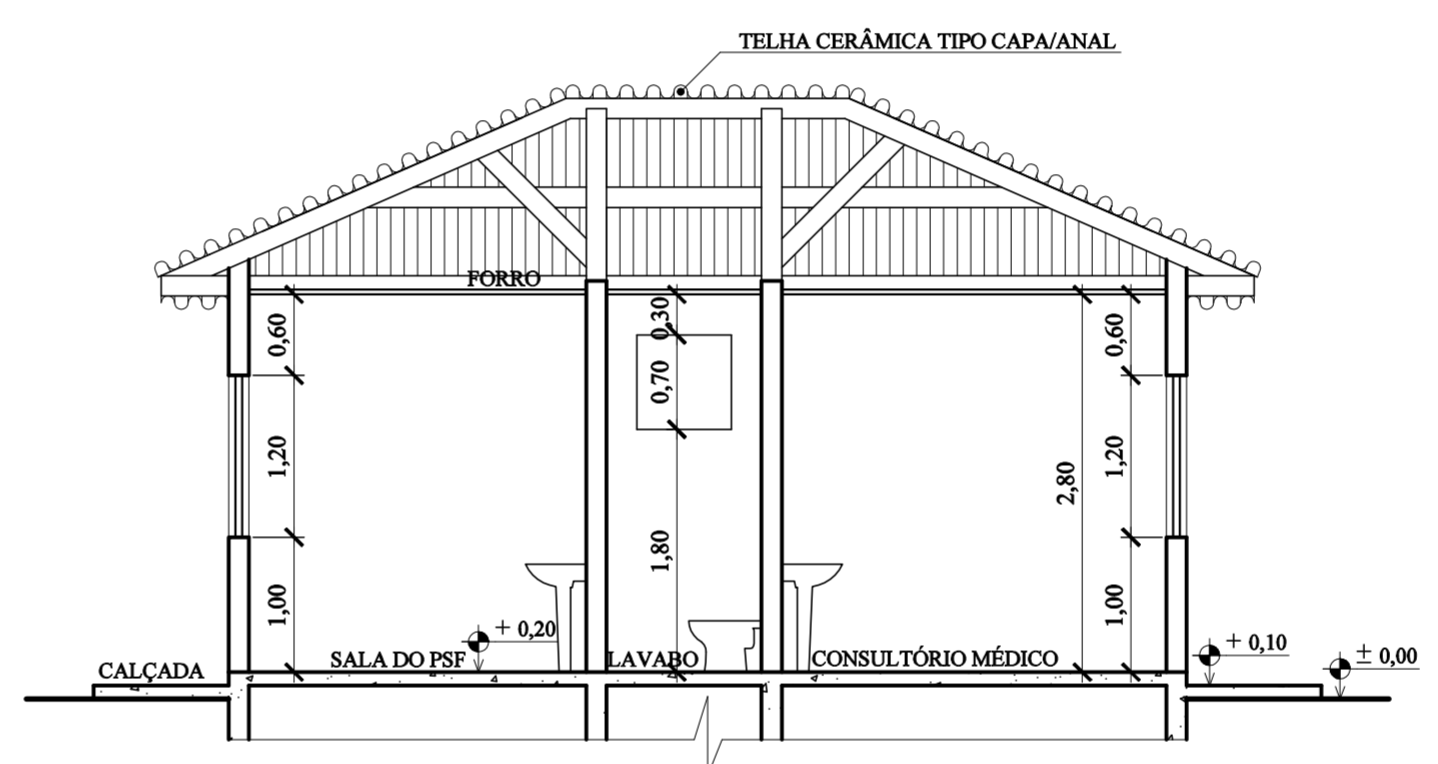 TELHA CERÂMICA TIPO CAPA/ANAL
FORRO
0,60
0,30
0,60
0,70
1,20
1,80
2,80
1,20
1,00
1,00
+ 0,20
+ 0,10
± 0,00
CALÇADA
SALA DO PSF
LAVABO
CONSULTÓRIO MÉDICO